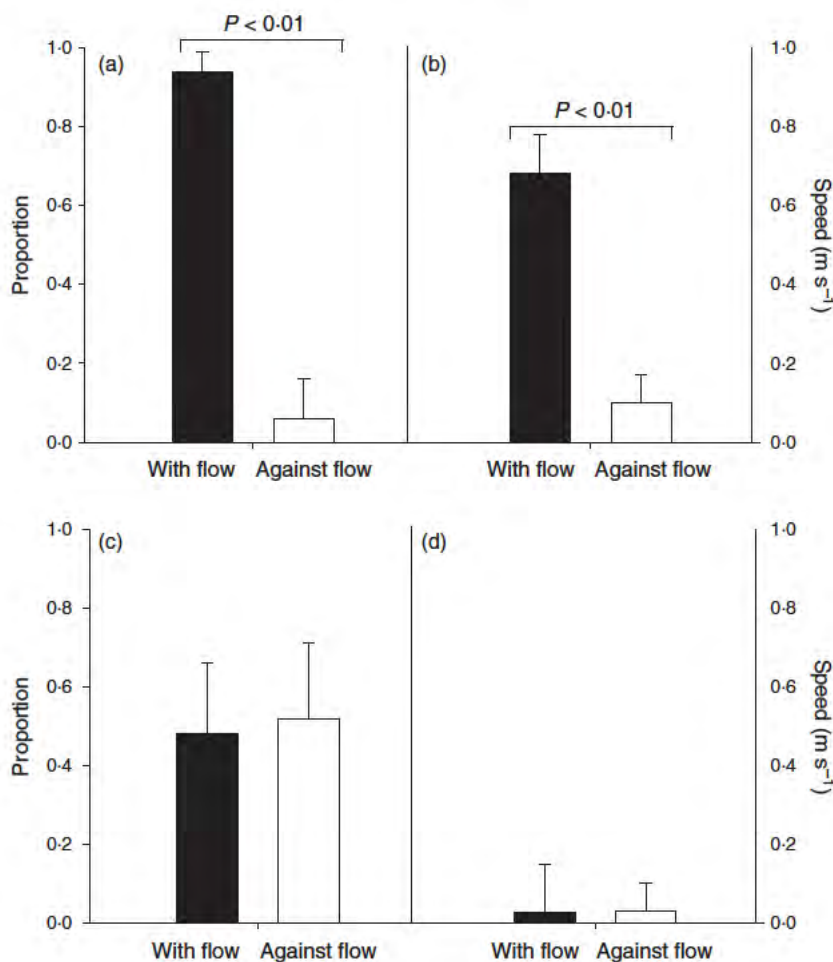 P < 0·01
(a)
(b)
P < 0·01
1·0
0·8
0·6
0·4
0·2
0·0
Proportion
1·0
0·8
0·6
0·4
0·2
0·0
Speed (m s⁻¹)
With flow Against flow
With flow Against flow
(c)
(d)
1·0
0·8
0·6
0·4
0·2
0·0
Proportion
1·0
0·8
0·6
0·4
0·2
0·0
Speed (m s⁻¹)
With flow Against flow
With flow Against flow